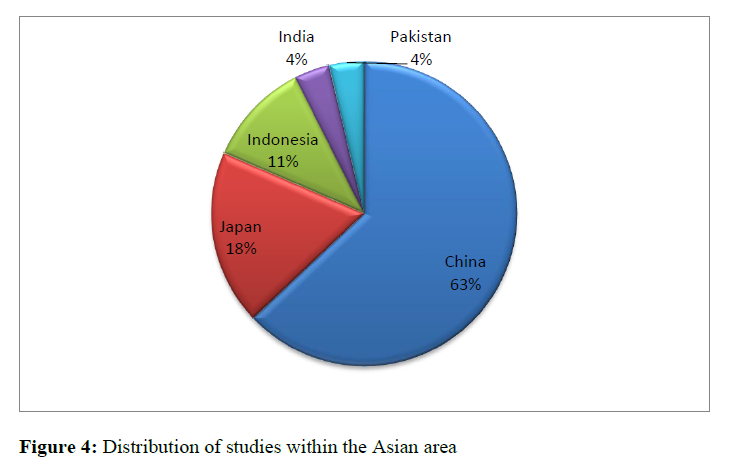 India
4%
Pakistan
4%
Indonesia
11%
Japan
18%
China
63%
Figure 4: Distribution of studies within the Asian area